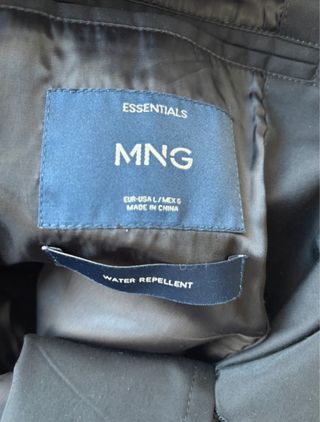 ESSENTIALS
MNG
EUR-USA L / MEX G
MADE IN CHINA
WATER REPELLENT